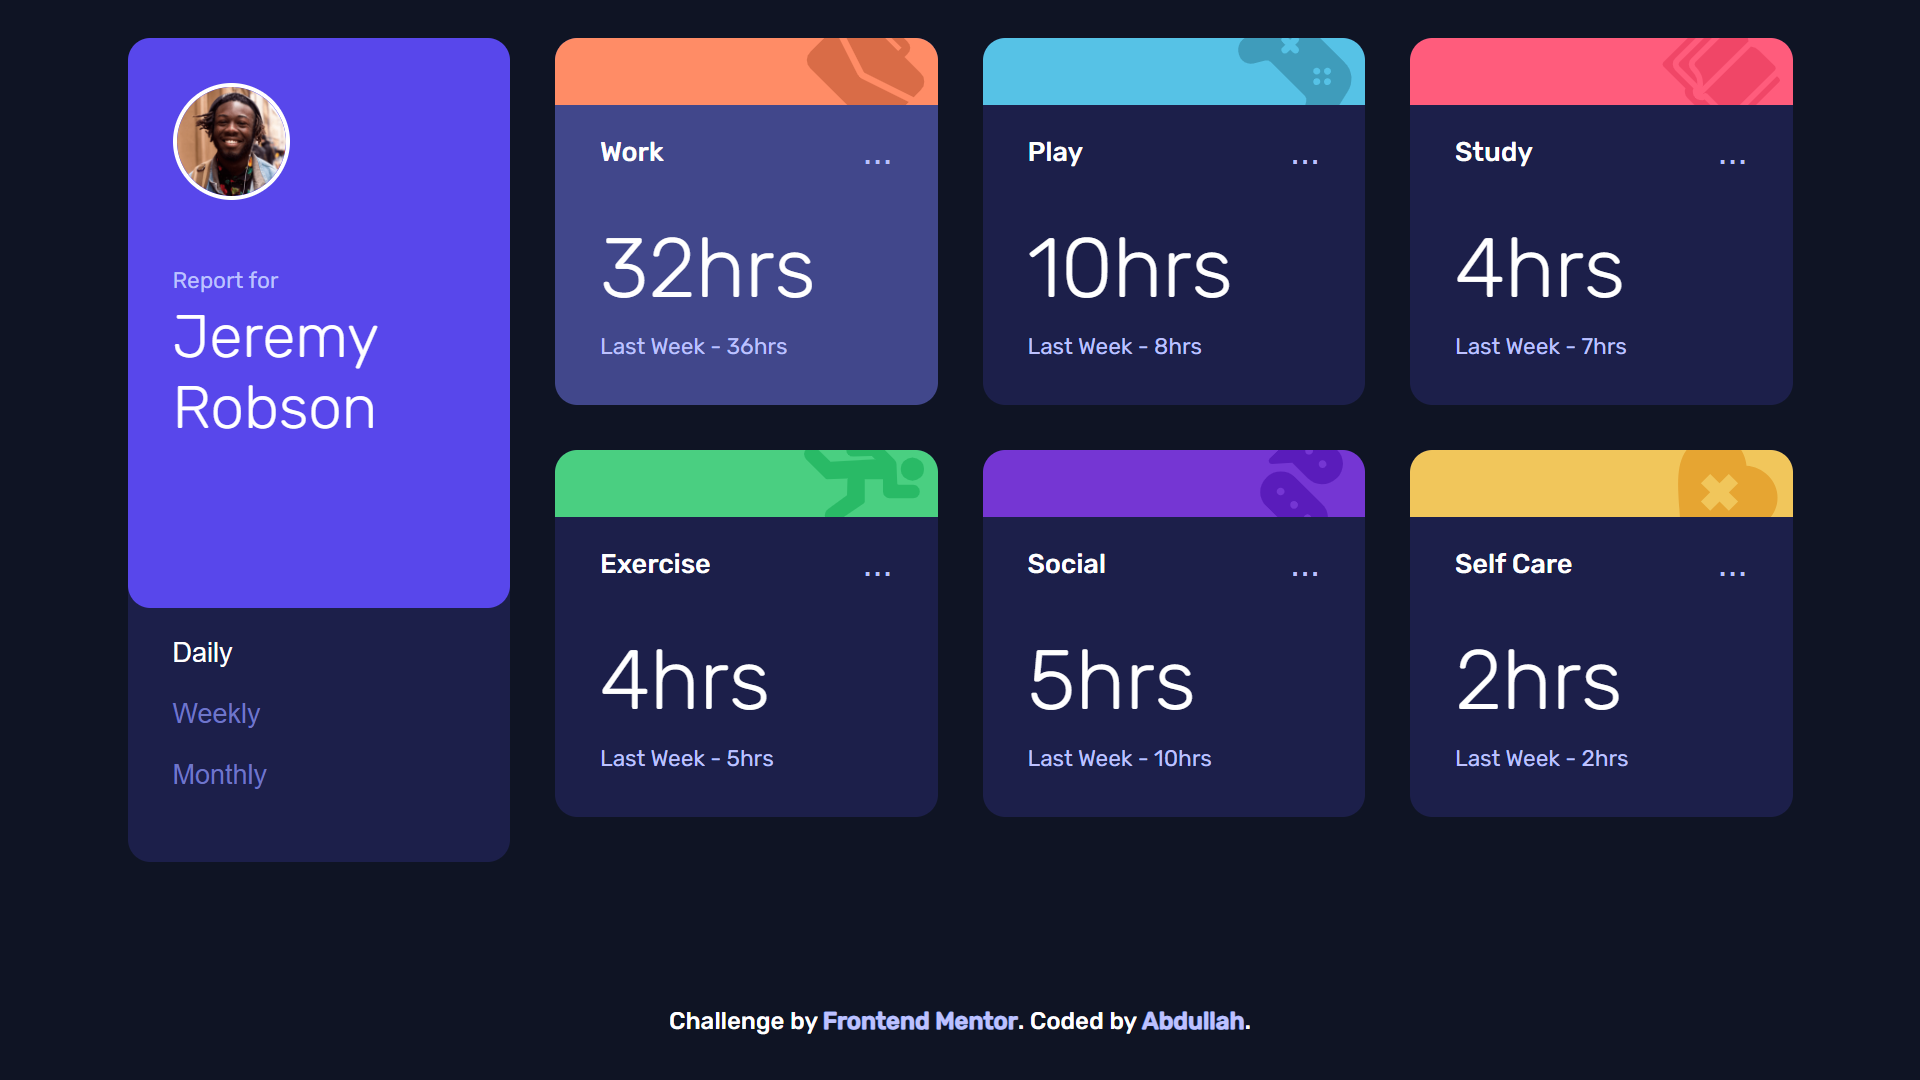 Report for
Jeremy
Robson
Daily
Weekly
Monthly
Work
...
32hrs
Last Week - 36hrs
Play
...
10hrs
Last Week - 8hrs
Study
...
4hrs
Last Week - 7hrs
Exercise
...
4hrs
Last Week - 5hrs
Social
...
5hrs
Last Week - 10hrs
Self Care
...
2hrs
Last Week - 2hrs
Challenge by Frontend Mentor. Coded by Abdullah.